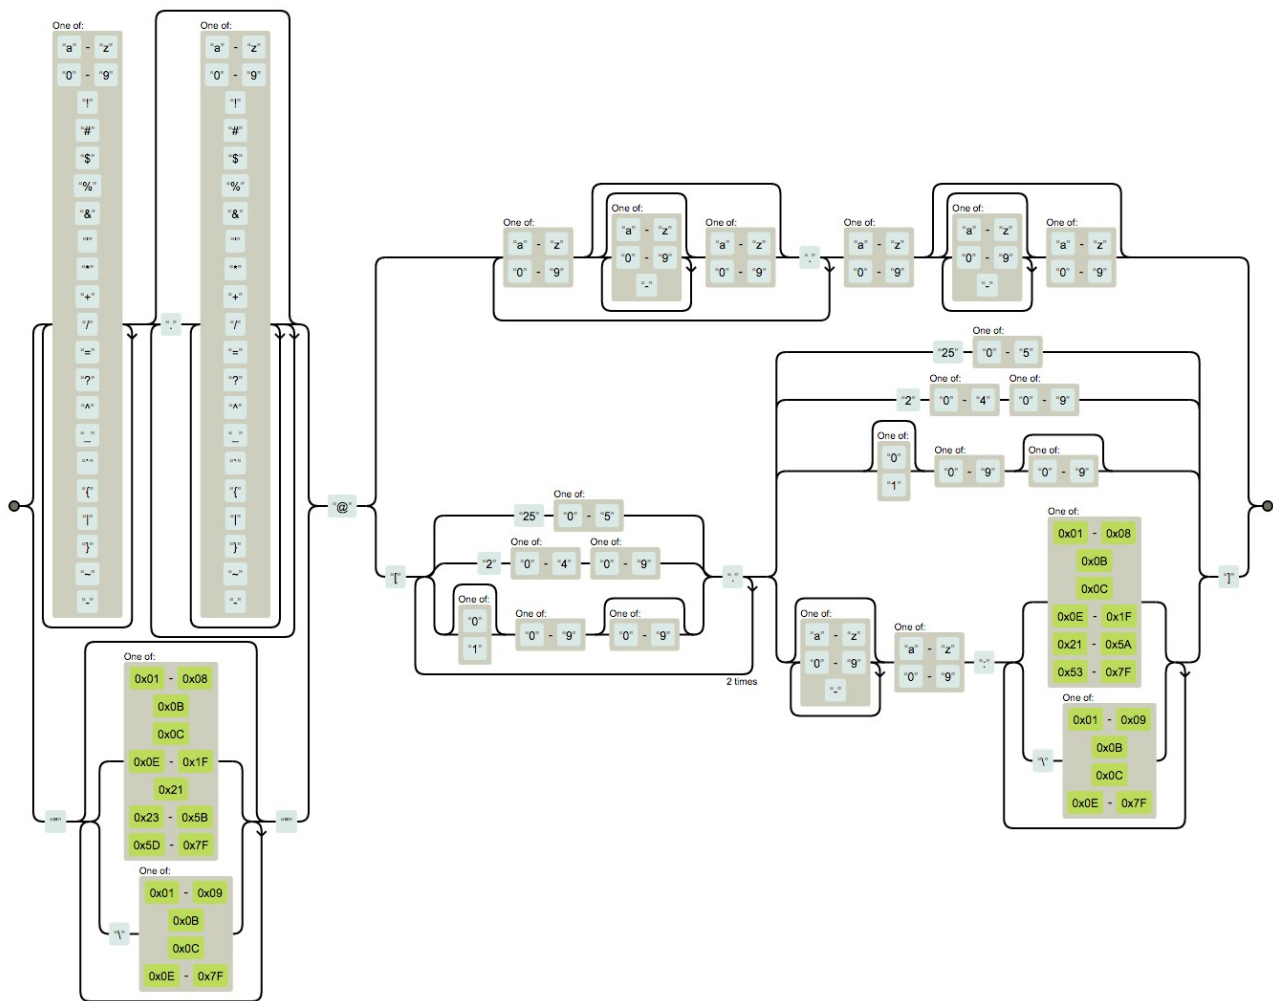 One of:
“a” - “z”
“0” - “9”
“!”
“#”
“$”
“%”
“&”
“'”
“*”
“+”
“/”
“=”
“?”
“^”
“_”
“`”
“{”
“|”
“}”
“~”
“-”
“.”
One of:
“a” - “z”
“0” - “9”
“!”
“#”
“$”
“%”
“&”
“'”
“*”
“+”
“/”
“=”
“?”
“^”
“_”
“`”
“{”
“|”
“}”
“~”
“-”
“"”
One of:
0x01 - 0x08
0x0B
0x0C
0x0E - 0x1F
0x21
0x23 - 0x5B
0x5D - 0x7F
“\”
One of:
0x01 - 0x09
0x0B
0x0C
0x0E - 0x7F
“"”
“@”
One of:
“a” - “z”
“0” - “9”
One of:
“a” - “z”
“0” - “9”
“-”
One of:
“a” - “z”
“0” - “9”
“.”
One of:
“a” - “z”
“0” - “9”
One of:
“a” - “z”
“0” - “9”
“-”
One of:
“a” - “z”
“0” - “9”
“[”
“25”
One of:
“0” - “5”
“2”
One of:
“0” - “4”
One of:
“0” - “9”
One of:
“0”
“1”
One of:
“0” - “9”
One of:
“0” - “9”
“.”
2 times
“25”
One of:
“0” - “5”
“2”
One of:
“0” - “4”
One of:
“0” - “9”
One of:
“0”
“1”
One of:
“0” - “9”
One of:
“0” - “9”
One of:
“a” - “z”
“0” - “9”
“-”
One of:
“a” - “z”
“0” - “9”
“:”
One of:
0x01 - 0x08
0x0B
0x0C
0x0E - 0x1F
0x21 - 0x5A
0x53 - 0x7F
“\”
One of:
0x01 - 0x09
0x0B
0x0C
0x0E - 0x7F
“]”